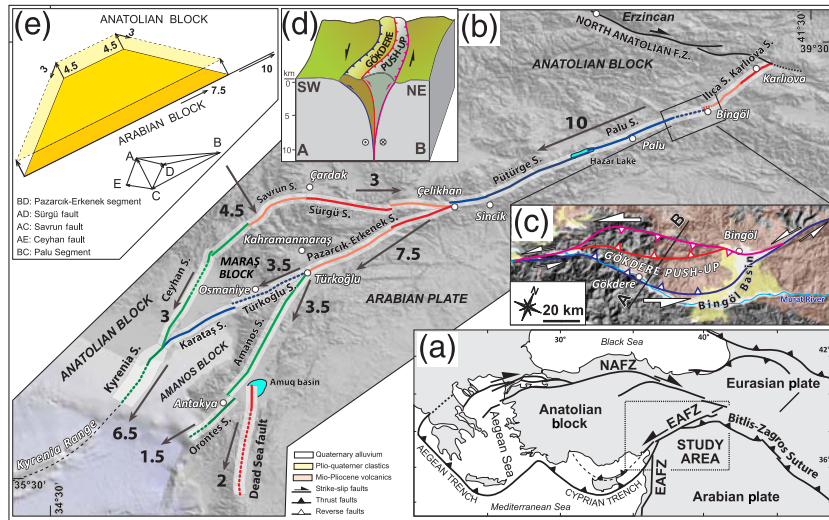 (e)
ANATOLIAN BLOCK
3
4.5
4.5
3
10
7.5
ARABIAN BLOCK
A
B
D
E
C
BD: Pazarcık-Erkenek segment
AD: Sürgü fault
AC: Savrun fault
AE: Ceyhan fault
BC: Palu Segment
(d)
GÖKDERE
PUSH-UP
km
0
5
10
SW
NE
A
B
(b)
Erzincan
NORTH ANATOLIAN F.Z.
41°30'
39°30'
ANATOLIAN BLOCK
Ilıca S.
Karlıova S.
Karlıova
Bingöl
10
Palu S.
Palu
Hazar Lake
Pütürge S.
Çardak
3
Çelikhan
Sincik
Savrun S.
Sürgü S.
4.5
Kahramanmaraş
Pazarcık-Erkenek S.
7.5
MARAŞ
BLOCK
3.5
Osmaniye
Türkoğlu
Türkoğlu S.
3.5
ARABIAN PLATE
Ceyhan S.
3
ANATOLIAN BLOCK
Karataş S.
Amanos S.
AMANOS BLOCK
Kyrenia S.
Amuq basin
Antakya
6.5
Orontes S.
1.5
Dead Sea fault
2
Kyrenia Range
35°30'
34°30'
Quaternary alluvium
Plio-quaterner clastics
Mio-Pliocene volcanics
Strike-slip faults
Thrust faults
Reverse faults
(c)
B
Bingöl
GÖKDERE PUSH-UP
Gökdere
A
Bingöl Basin
Murat River
N
20 km
(a)
30°
36°
42°
Black Sea
42°
NAFZ
Eurasian plate
Anatolian
block
Aegean Sea
EAFZ
Bitlis-Zagros Suture
STUDY
AREA
36°
AEGEAN TRENCH
CYPRIAN TRENCH
EAFZ
Mediterranean Sea
Arabian plate